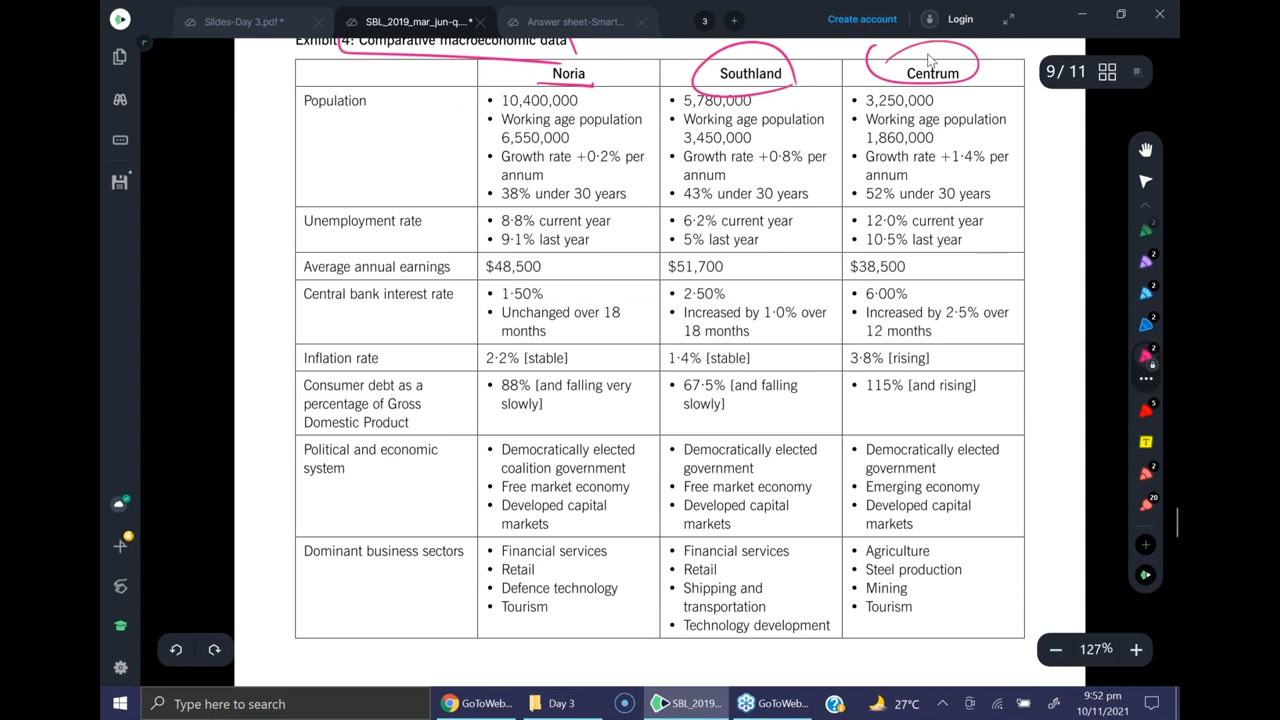 Slides-Day 3.pdf *
SBL_2019_mar_jun-q....*
Answer sheet-Smart...
3
+
Create account
Login
Exhibit 4: Comparative macroeconomic data
Noria
Southland
Centrum
9/11
Population
• 10,400,000
• Working age population
6,550,000
• Growth rate +0·2% per
annum
• 38% under 30 years
• 5,780,000
• Working age population
3,450,000
• Growth rate +0·8% per
annum
• 43% under 30 years
• 3,250,000
• Working age population
1,860,000
• Growth rate +1·4% per
annum
• 52% under 30 years
Unemployment rate
• 8·8% current year
• 9·1% last year
• 6·2% current year
• 5% last year
• 12·0% current year
• 10·5% last year
Average annual earnings
$48,500
$51,700
$38,500
Central bank interest rate
• 1·50%
• Unchanged over 18
months
• 2·50%
• Increased by 1·0% over
18 months
• 6·00%
• Increased by 2·5% over
12 months
Inflation rate
2·2% [stable]
1·4% [stable]
3·8% [rising]
Consumer debt as a
percentage of Gross
Domestic Product
• 88% [and falling very
slowly]
• 67·5% [and falling
slowly]
• 115% [and rising]
Political and economic
system
• Democratically elected
coalition government
• Free market economy
• Developed capital
markets
• Democratically elected
government
• Free market economy
• Developed capital
markets
• Democratically elected
government
• Emerging economy
• Developed capital
markets
Dominant business sectors
• Financial services
• Retail
• Defence technology
• Tourism
• Financial services
• Retail
• Shipping and
transportation
• Technology development
• Agriculture
• Steel production
• Mining
• Tourism
2
2
2
2
2
5
T
2
20
127%
Type here to search
GoToWeb...
Day 3
SBL_2019...
GoToWeb...
27°C
9:52 pm
10/11/2021